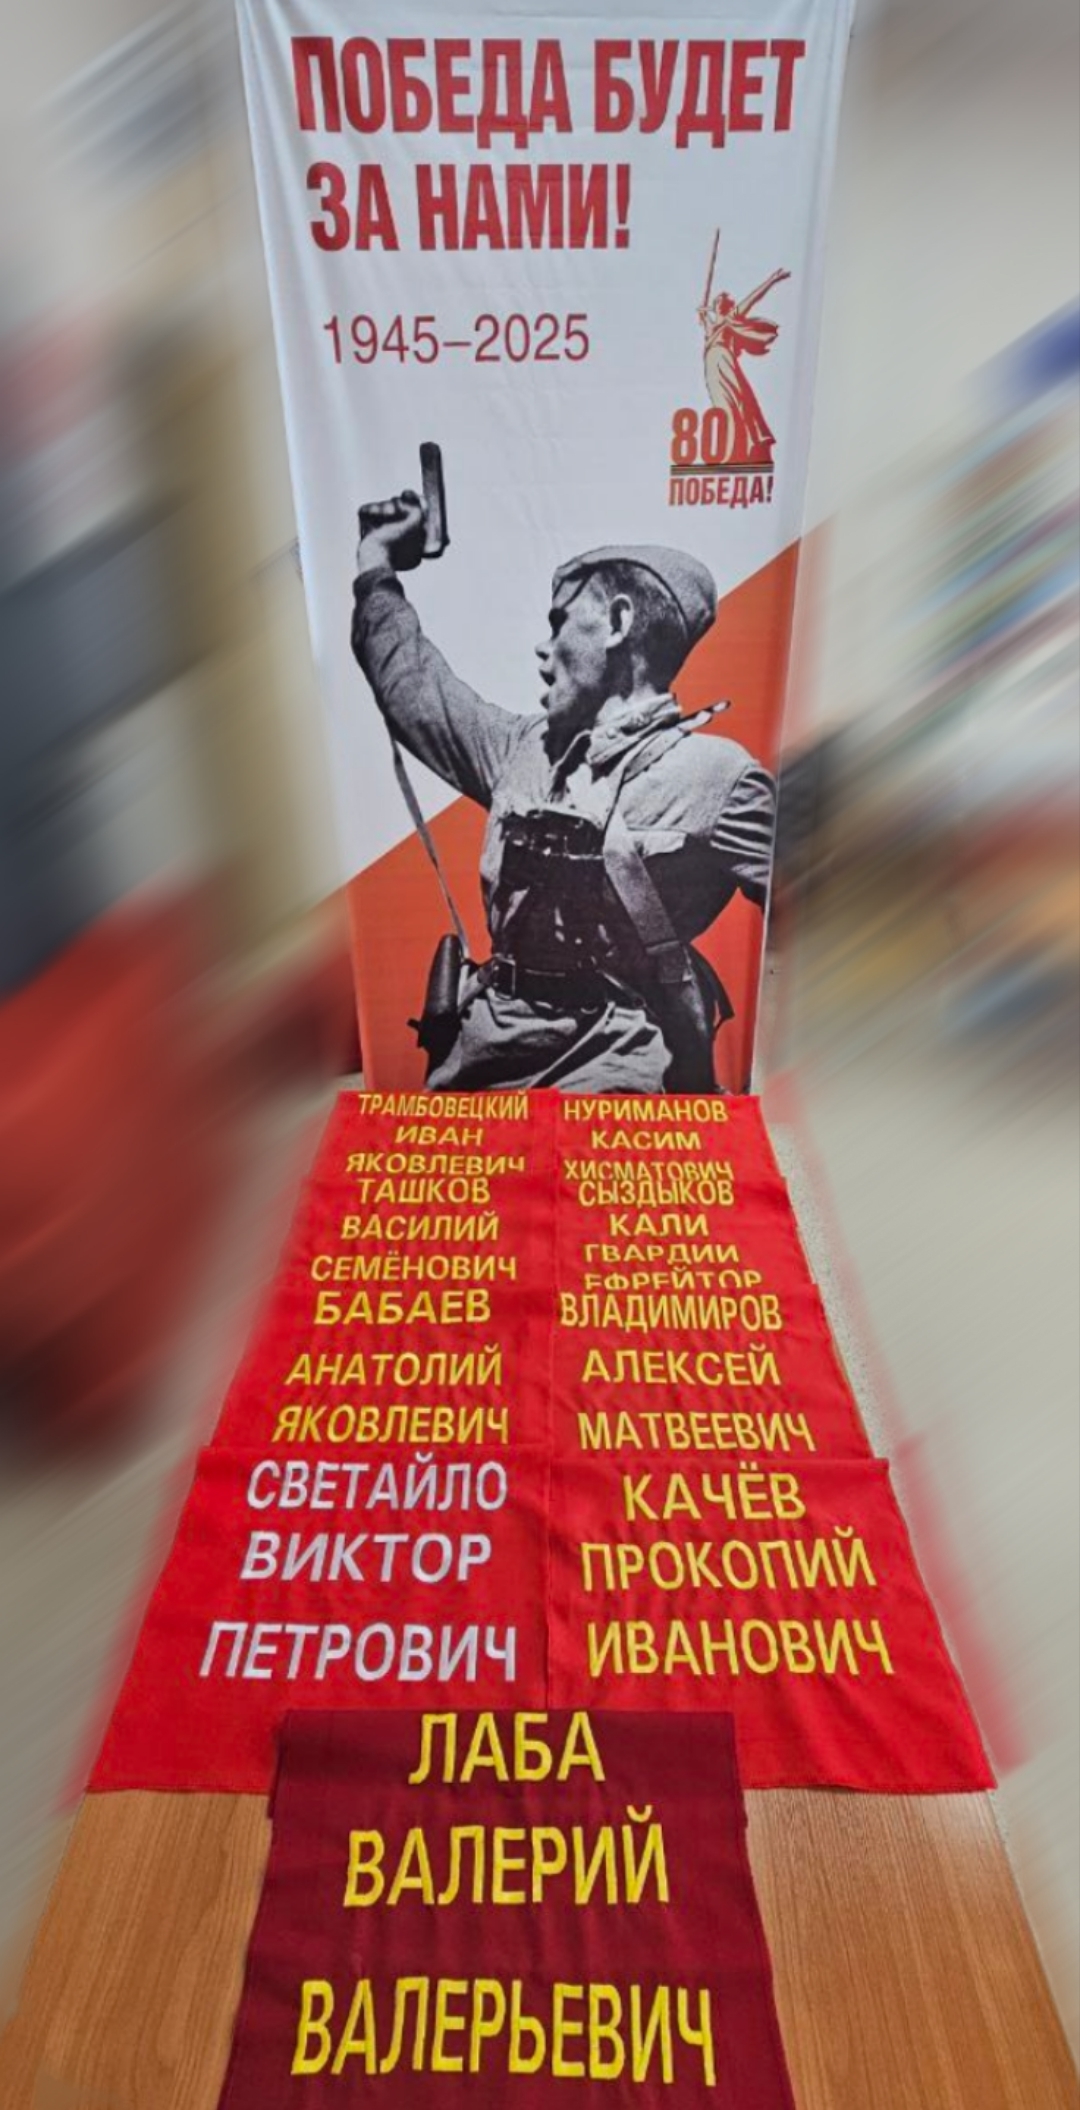 ПОБЕДА БУДЕТ
ЗА НАМИ!
1945–2025
80
ПОБЕДА!
ТРАМБОВЕЦКИЙ
ИВАН
ЯКОВЛЕВИЧ
НУРИМАНОВ
КАСИМ
ХИСМАТОВИЧ
ТАШКОВ
ВАСИЛИЙ
СЕМЁНОВИЧ
СЫЗДЫКОВ
КАЛИ
ГВАРДИИ
ЕФРЕЙТОР
БАБАЕВ
АНАТОЛИЙ
ЯКОВЛЕВИЧ
ВЛАДИМИРОВ
АЛЕКСЕЙ
МАТВЕЕВИЧ
СВЕТАЙЛО
ВИКТОР
ПЕТРОВИЧ
КАЧЁВ
ПРОКОПИЙ
ИВАНОВИЧ
ЛАБА
ВАЛЕРИЙ
ВАЛЕРЬЕВИЧ